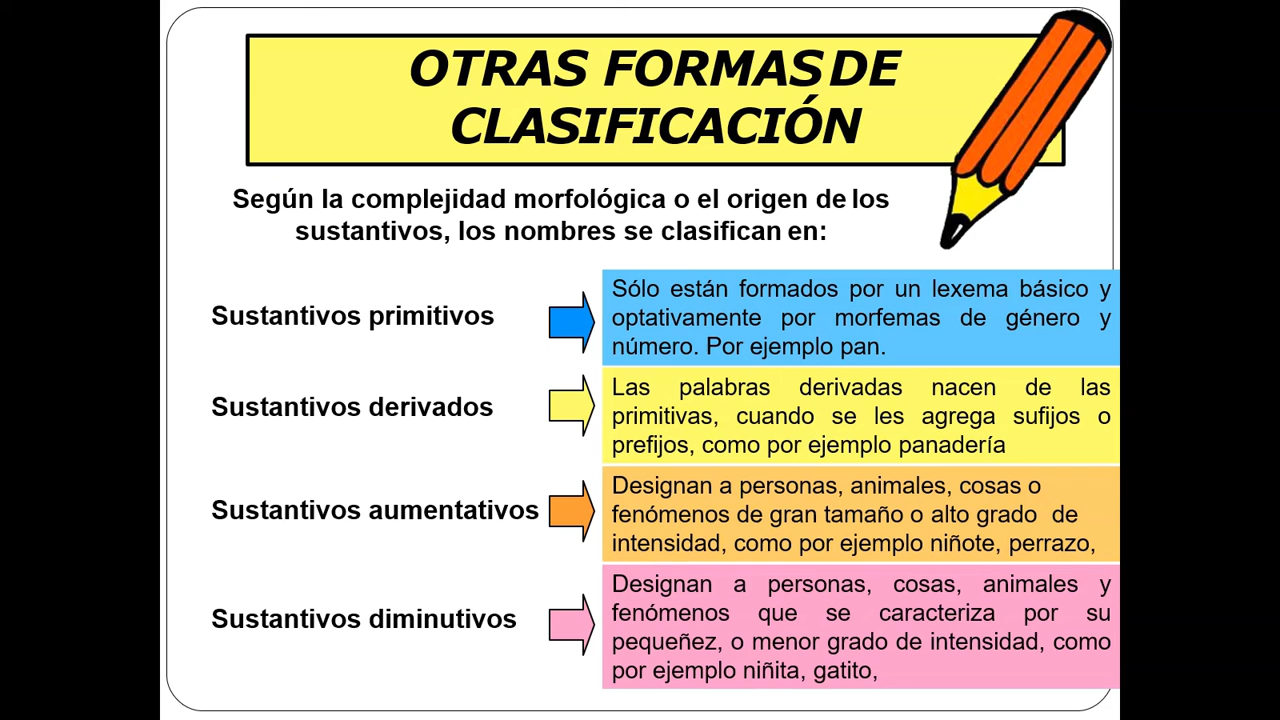 OTRAS FORMAS DE
CLASIFICACIÓN
Según la complejidad morfológica o el origen de los
sustantivos, los nombres se clasifican en:
Sustantivos primitivos
Sólo están formados por un lexema básico y
optativamente por morfemas de género y
número. Por ejemplo pan.
Sustantivos derivados
Las palabras derivadas nacen de las
primitivas, cuando se les agrega sufijos o
prefijos, como por ejemplo panadería
Sustantivos aumentativos
Designan a personas, animales, cosas o
fenómenos de gran tamaño o alto grado de
intensidad, como por ejemplo niñote, perrazo,
Sustantivos diminutivos
Designan a personas, cosas, animales y
fenómenos que se caracteriza por su
pequeñez, o menor grado de intensidad, como
por ejemplo niñita, gatito,